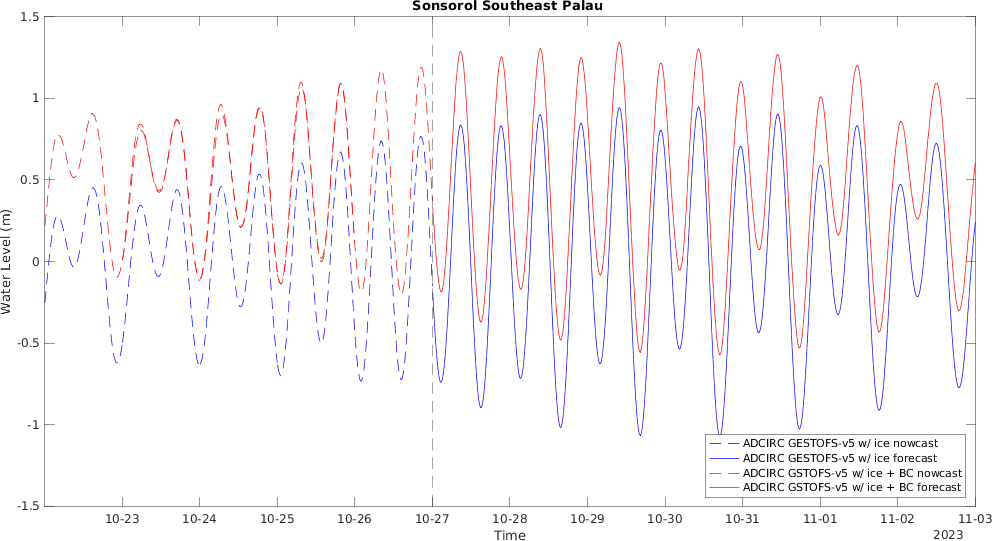 Sonsorol Southeast Palau
1.5
1
0.5
0
-0.5
-1
-1.5
Water Level (m)
10-23
10-24
10-25
10-26
10-27
10-28
10-29
10-30
10-31
11-01
11-02
11-03
Time
2023
ADCIRC GESTOFS-v5 w/ ice nowcast
ADCIRC GESTOFS-v5 w/ ice forecast
ADCIRC GSTOFS-v5 w/ ice + BC nowcast
ADCIRC GSTOFS-v5 w/ ice + BC forecast